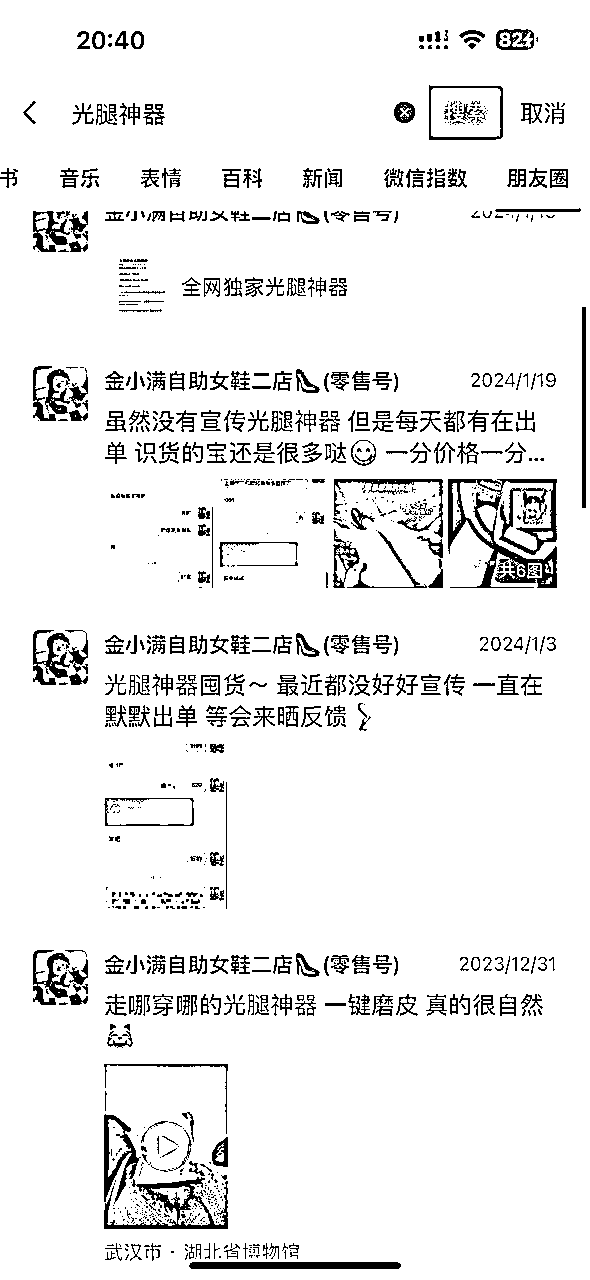 20:40
光腿神器
搜索
取消
书 音乐 表情 百科 新闻 微信指数 朋友圈
金小满自助女鞋二店👠(零售号)
全网独家光腿神器
金小满自助女鞋二店👠(零售号) 2024/1/19
虽然没有宣传光腿神器 但是每天都有在出
单 识货的宝还是很多哒😋 一分价格一分...
共6图
金小满自助女鞋二店👠(零售号) 2024/1/3
光腿神器囤货～ 最近都没好好宣传 一直在
默默出单 等会来晒反馈
金小满自助女鞋二店👠(零售号) 2023/12/31
走哪穿哪的光腿神器 一键磨皮 真的很自然
武汉市 · 湖北省博物馆